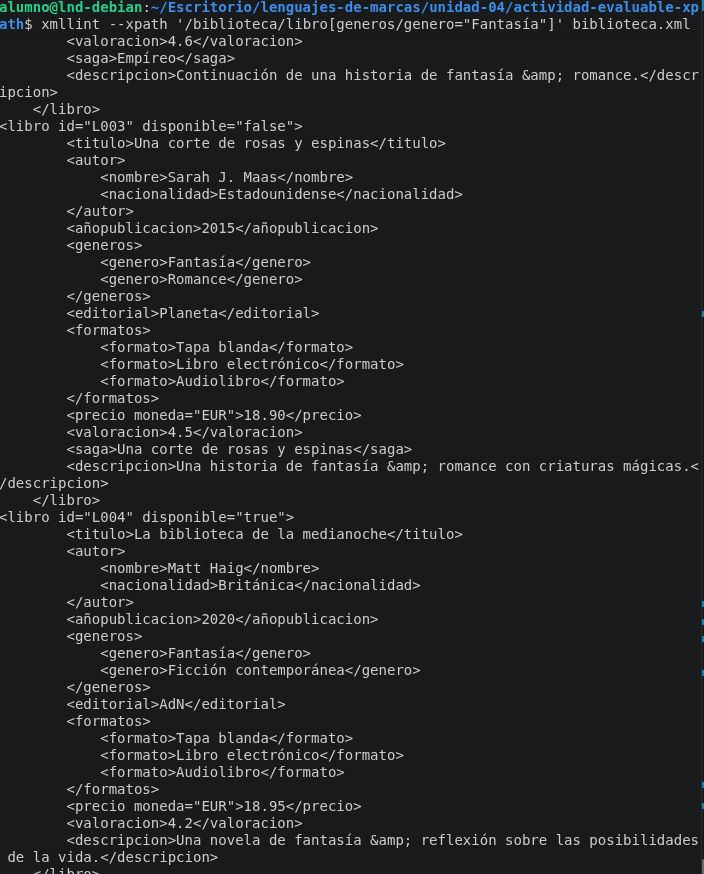 alumno@lnd-debian:~/Escritorio/lenguajes-de-marcas/unidad-04/actividad-evaluable-xp
ath$ xmllint --xpath '/biblioteca/libro[generos/genero="Fantasía"]' biblioteca.xml
        <valoracion>4.6</valoracion>
        <saga>Empíreo</saga>
        <descripcion>Continuación de una historia de fantasía &amp; romance.</descr
ipcion>
    </libro>
<libro id="L003" disponible="false">
        <titulo>Una corte de rosas y espinas</titulo>
        <autor>
            <nombre>Sarah J. Maas</nombre>
            <nacionalidad>Estadounidense</nacionalidad>
        </autor>
        <añopublicacion>2015</añopublicacion>
        <generos>
            <genero>Fantasía</genero>
            <genero>Romance</genero>
        </generos>
        <editorial>Planeta</editorial>
        <formatos>
            <formato>Tapa blanda</formato>
            <formato>Libro electrónico</formato>
            <formato>Audiolibro</formato>
        </formatos>
        <precio moneda="EUR">18.90</precio>
        <valoracion>4.5</valoracion>
        <saga>Una corte de rosas y espinas</saga>
        <descripcion>Una historia de fantasía &amp; romance con criaturas mágicas.<
/descripcion>
    </libro>
<libro id="L004" disponible="true">
        <titulo>La biblioteca de la medianoche</titulo>
        <autor>
            <nombre>Matt Haig</nombre>
            <nacionalidad>Británica</nacionalidad>
        </autor>
        <añopublicacion>2020</añopublicacion>
        <generos>
            <genero>Fantasía</genero>
            <genero>Ficción contemporánea</genero>
        </generos>
        <editorial>AdN</editorial>
        <formatos>
            <formato>Tapa blanda</formato>
            <formato>Libro electrónico</formato>
            <formato>Audiolibro</formato>
        </formatos>
        <precio moneda="EUR">18.95</precio>
        <valoracion>4.2</valoracion>
        <descripcion>Una novela de fantasía &amp; reflexión sobre las posibilidades
 de la vida.</descripcion>
    </libro>